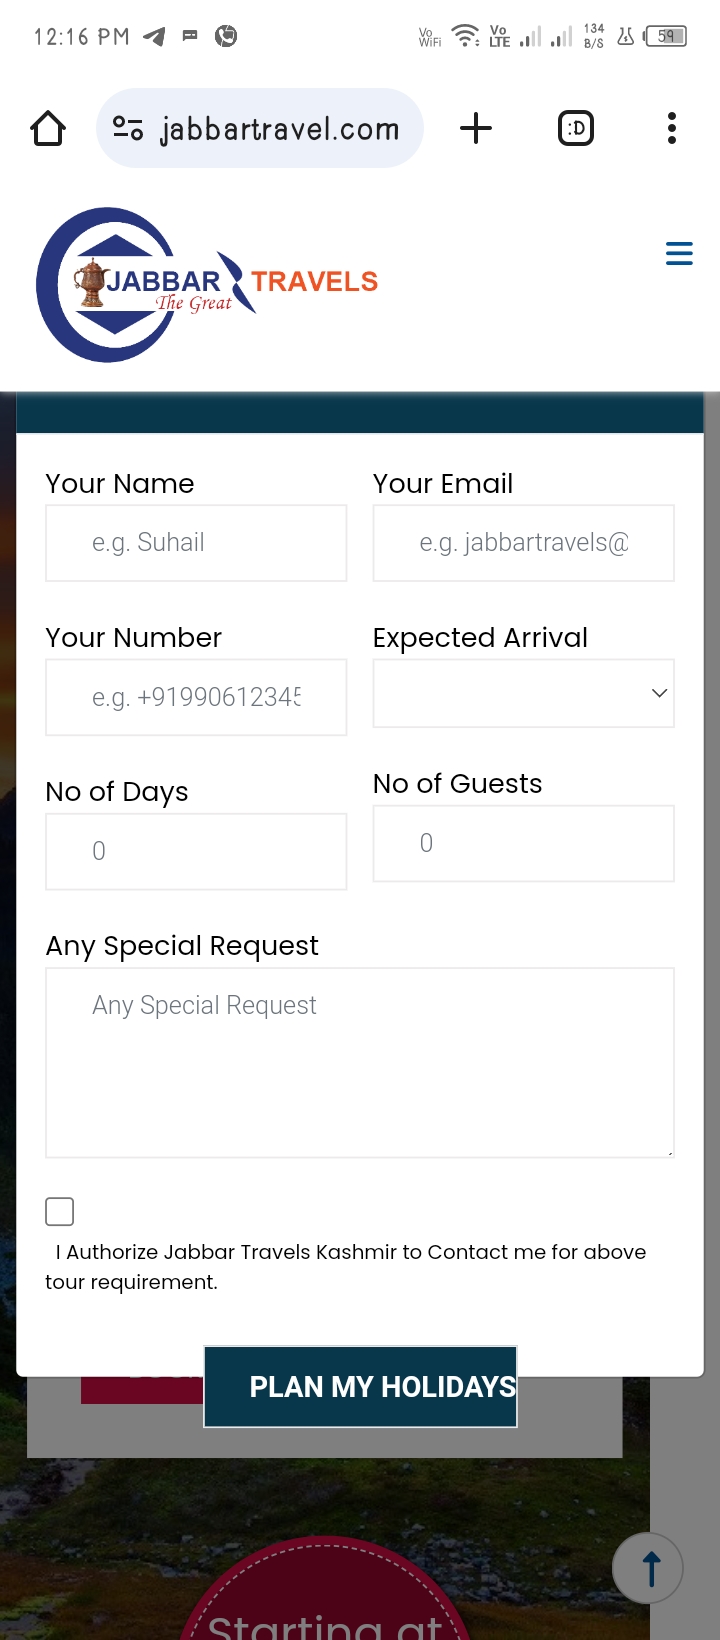 12:16 PM
Vo WiFi
Vo LTE
134 B/S
59
jabbartravel.com
:D
JABBAR TRAVELS
The Great
Your Name
Your Email
e.g. Suhail
e.g. jabbartravels@
Your Number
Expected Arrival
e.g. +91990612345
No of Days
No of Guests
0
0
Any Special Request
Any Special Request
I Authorize Jabbar Travels Kashmir to Contact me for above
tour requirement.
PLAN MY HOLIDAYS
Starting at